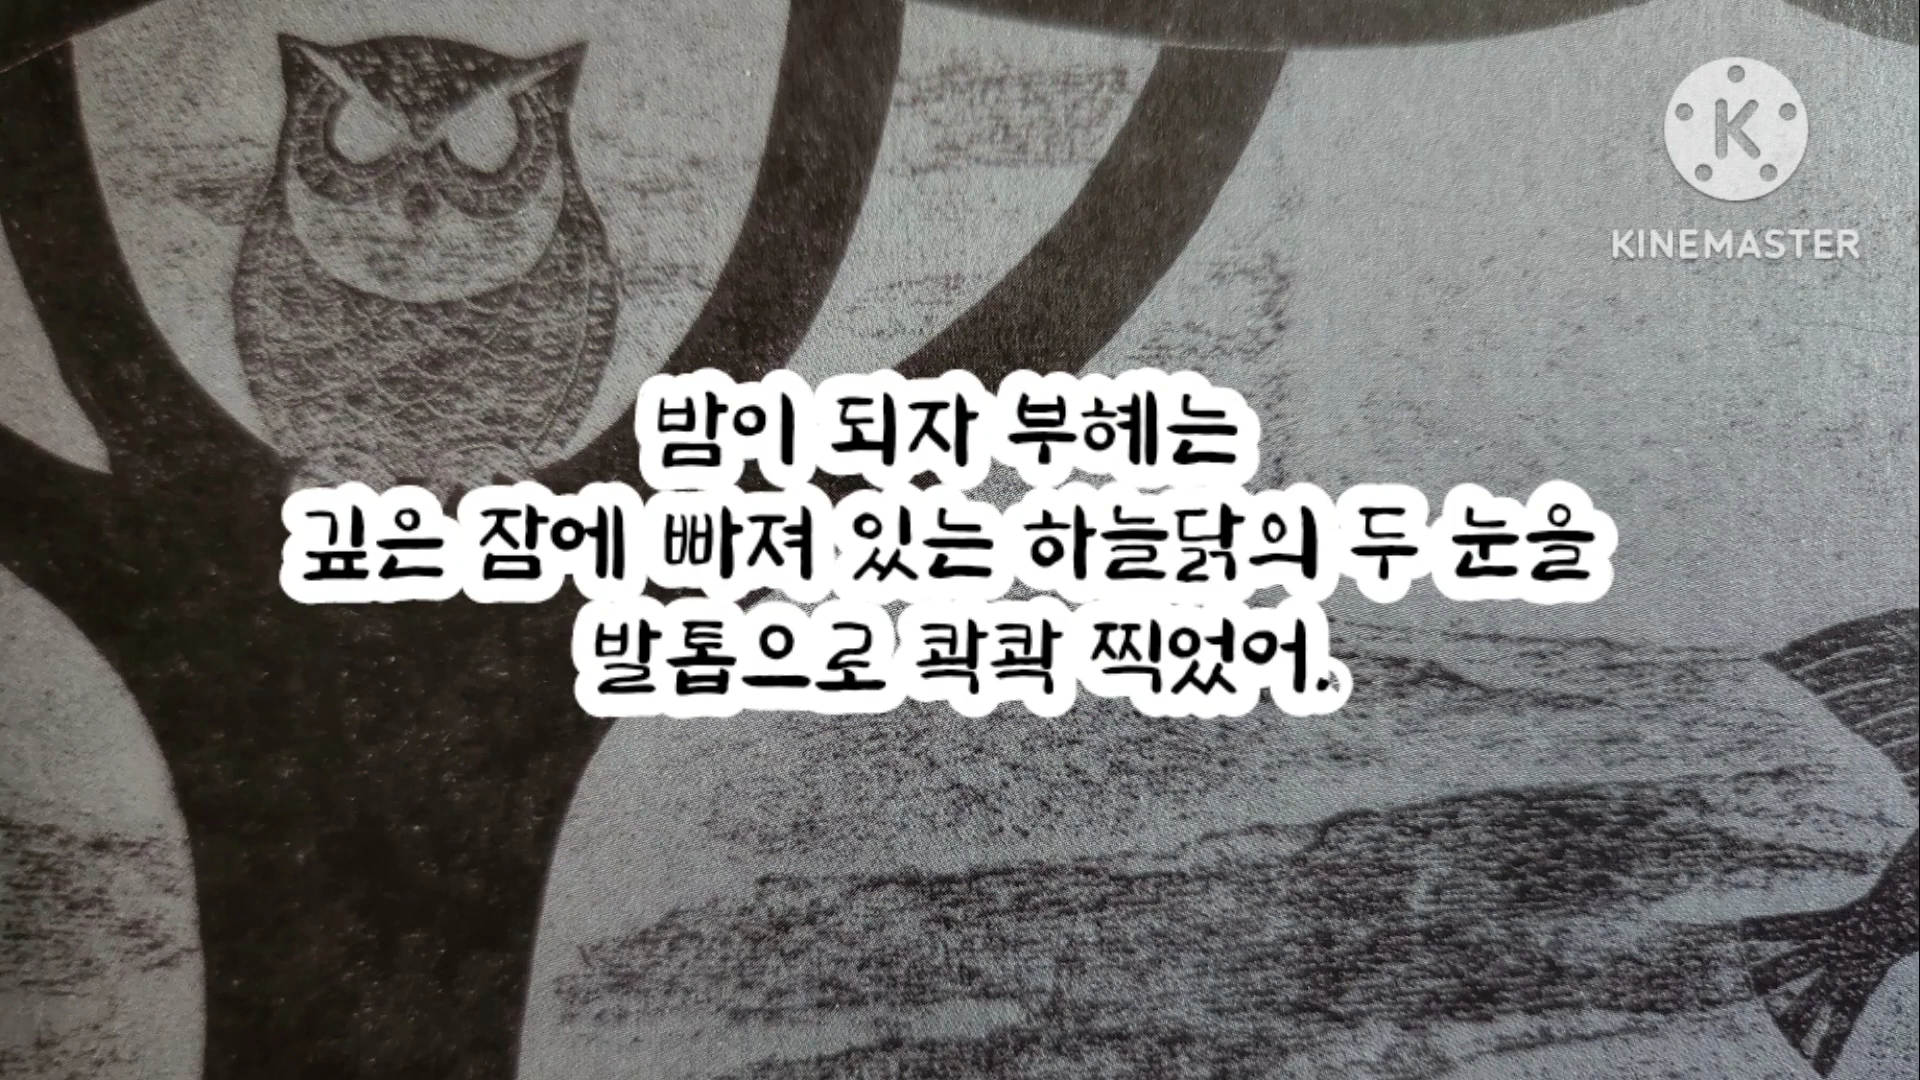 KINEMASTER
밤이 되자 부헤는
깊은 잠에 빠져 있는 하늘닭의 두 눈을
발톱으로 콱콱 찍었어.